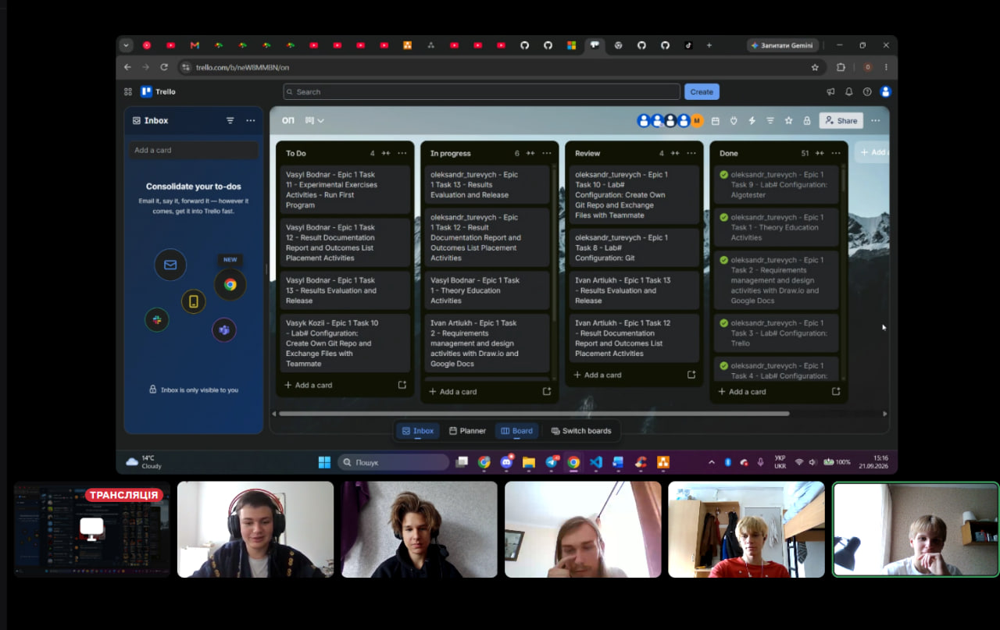 Запитати Gemini
trello.com/b/neW8MM8N/on
Trello
Search
Create
Inbox
Add a card
Consolidate your to-dos
Email it, say it, forward it — however it
comes, get it into Trello fast.
NEW
Inbox is only visible to you
ОП
M
Share
To Do
4
Vasyl Bodnar - Epic 1 Task
11 - Experimental Exercises
Activities - Run First
Program
Vasyl Bodnar - Epic 1 Task
12 - Result Documentation
Report and Outcomes List
Placement Activities
Vasyl Bodnar - Epic 1 Task
13 - Results Evaluation and
Release
Vasyk Kozil - Epic 1 Task 10
- Lab# Configuration:
Create Own Git Repo and
Exchange Files with
Teammate
Add a card
In progress
6
oleksandr_turevych - Epic
1 Task 13 - Results
Evaluation and Release
oleksandr_turevych - Epic
1 Task 12 - Result
Documentation Report and
Outcomes List Placement
Activities
Vasyl Bodnar - Epic 1 Task
1 - Theory Education
Activities
Ivan Artiukh - Epic 1 Task
2 - Requirements
management and design
activities with Draw.io and
Google Docs
Add a card
Review
4
oleksandr_turevych - Epic 1
Task 10 - Lab#
Configuration: Create Own
Git Repo and Exchange
Files with Teammate
oleksandr_turevych - Epic 1
Task 8 - Lab#
Configuration: Git
Ivan Artiukh - Epic 1 Task 13
- Results Evaluation and
Release
Ivan Artiukh - Epic 1 Task 12
- Result Documentation
Report and Outcomes List
Placement Activities
Add a card
Done
51
oleksandr_turevych - Epic 1
Task 9 - Lab# Configuration:
Algotester
oleksandr_turevych - Epic 1
Task 1 - Theory Education
Activities
oleksandr_turevych - Epic 1
Task 2 - Requirements
management and design
activities with Draw.io and
Google Docs
oleksandr_turevych - Epic 1
Task 3 - Lab# Configuration:
Trello
oleksandr_turevych - Epic 1
Task 4 - Lab# Configuration:
Add a card
Add a
Inbox
Planner
Board
Switch boards
14°C
Cloudy
Пошук
УКР
UKR
100%
15:16
21.09.2026
ТРАНСЛЯЦІЯ